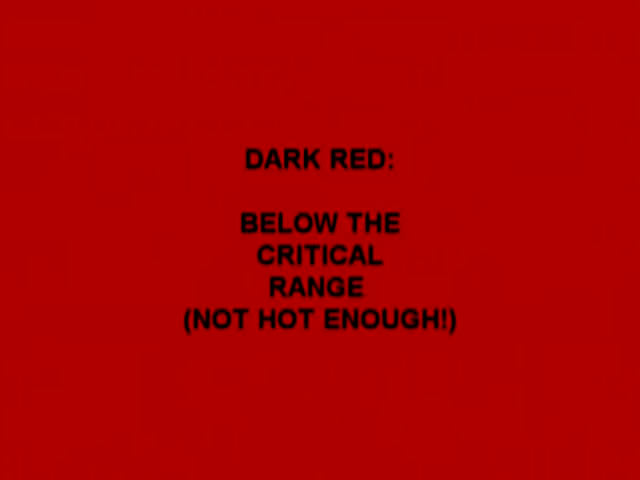 DARK RED:
BELOW THE
CRITICAL
RANGE
(NOT HOT ENOUGH!)